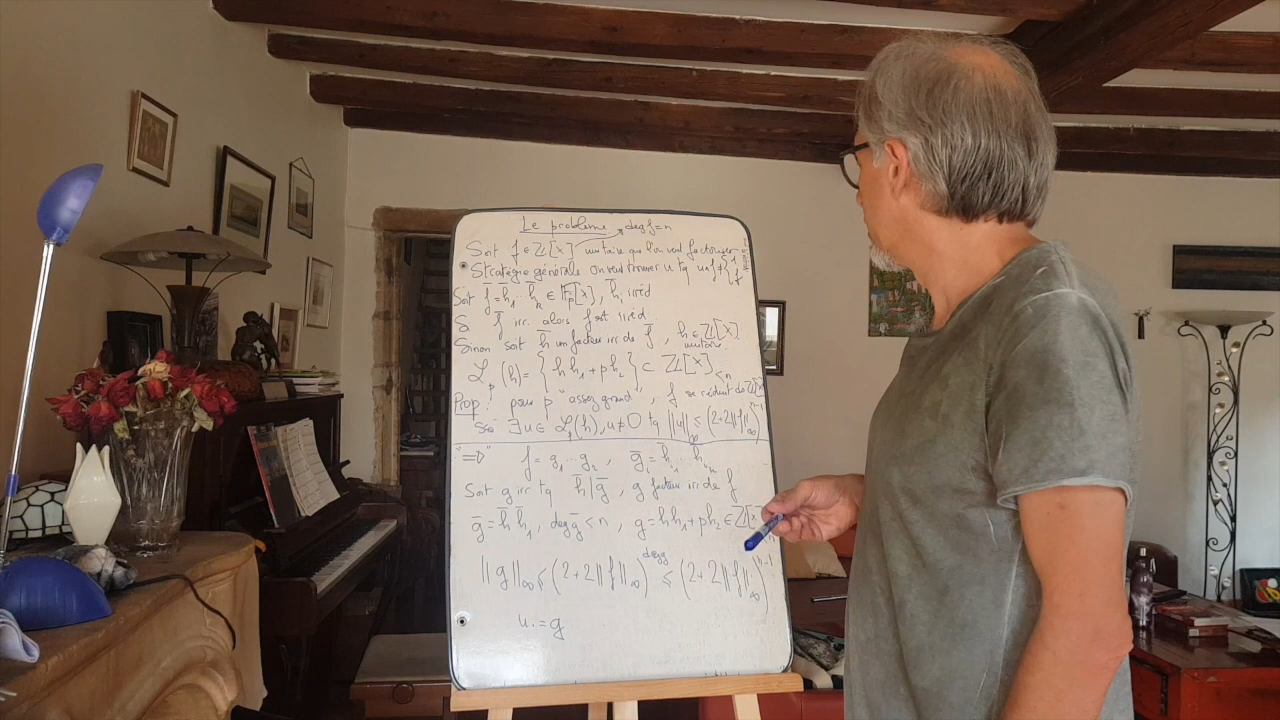 Le problème deg f = n
Soit f ∈ ℤ[x] unitaire que l'on veut factoriser
• Stratégie générale On veut trouver u tq u∧f ≠ { 1 f
Soit f̄ = h̄₁…h̄ₖ ∈ 𝔽ₚ[x], h̄ᵢ irréd
Si f̄ irr. alors f est irréd.
Sinon soit h̄ un facteur irr de f̄, h ∈ ℤ[x] unitaire.
ℒₚ(h) = { h h₁ + p h₂ } ⊂ ℤ[x]<n
Prop: pour p "assez grand", f se réduit ds ℤ[x]
ssi ∃ u ∈ ℒₚ(h), u ≠ 0 tq ‖u‖∞ ≤ (2+2‖f‖∞)ⁿ⁻¹
"⇒" f = g₁…g₂, ḡᵢ = h̄ᵢ₁…h̄ᵢₖ
Soit g irr tq h̄ | ḡ, g facteur irr de f
ḡ = h̄ h̄₁, deg ḡ < n, g = h h₁ + p h₂ ∈ ℤ[x]
‖g‖∞ ≤ (2+2‖f‖∞)^deg g ≤ (2+2‖f‖∞)ⁿ⁻¹
u := g